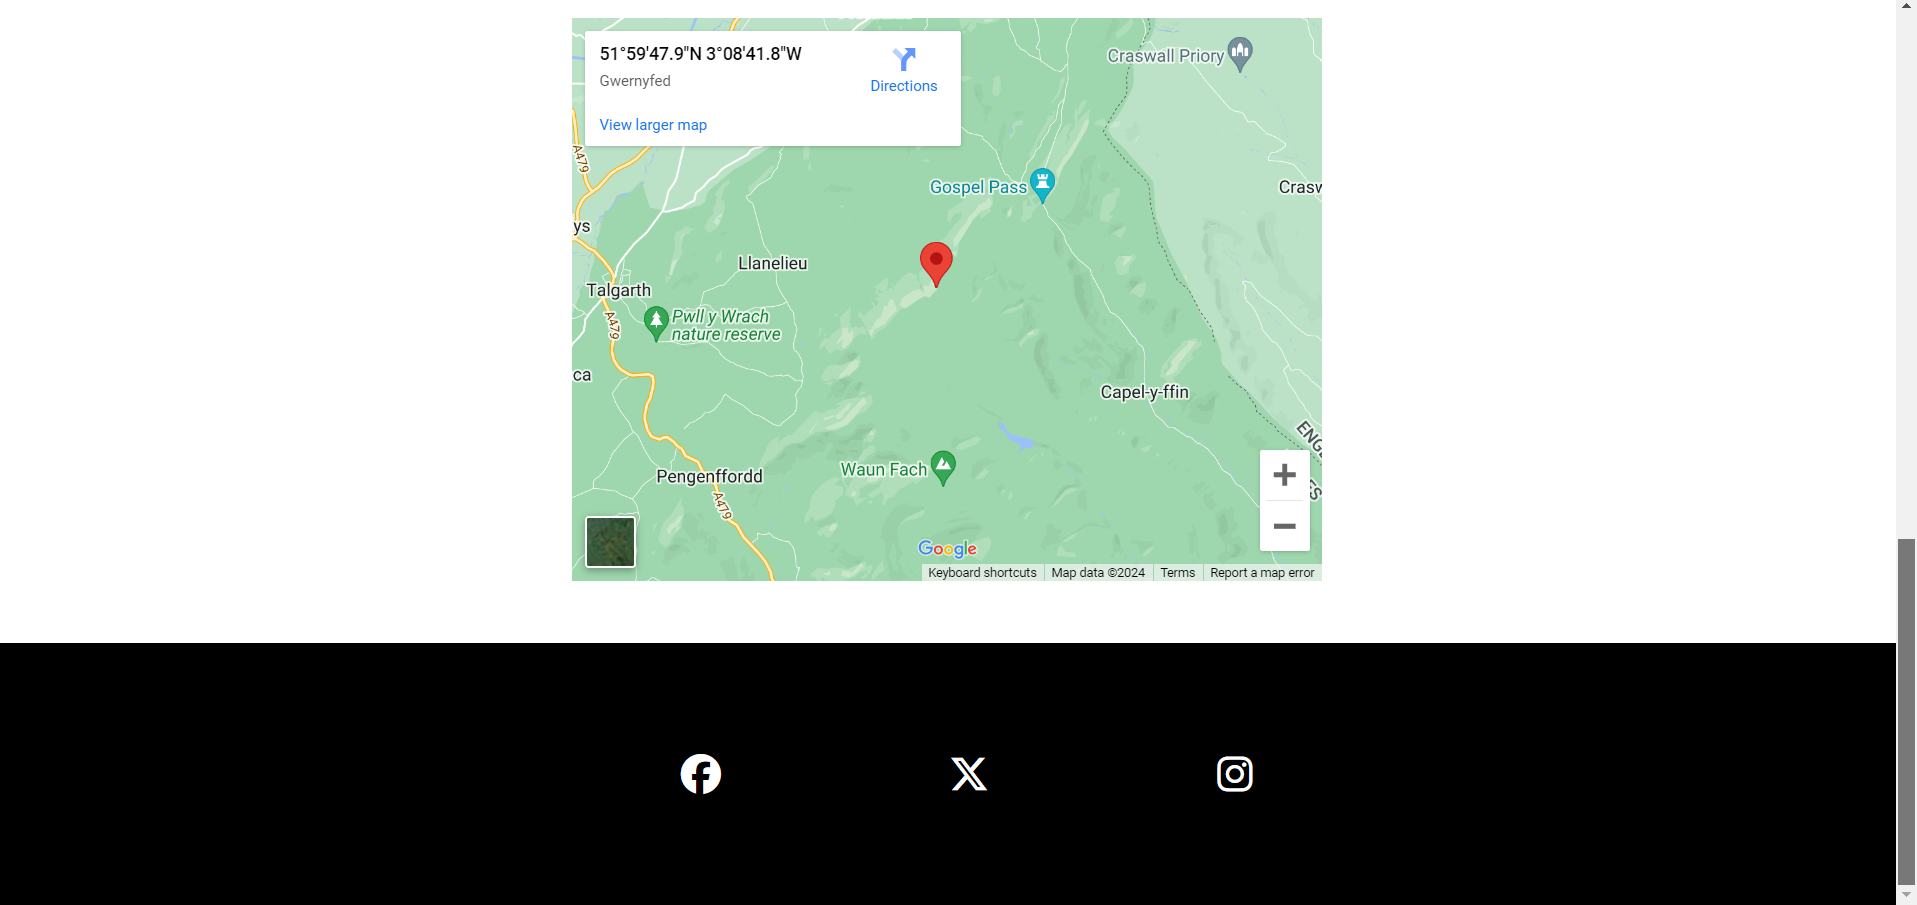 51°59'47.9"N 3°08'41.8"W
Gwernyfed
Directions
View larger map
Craswall Priory
A479
Gospel Pass
Crasw
ys
Llanelieu
Talgarth
Pwll y Wrach
nature reserve
A479
ca
Capel-y-ffin
ENG
ES
Waun Fach
Pengenffordd
A479
Google
Keyboard shortcuts
Map data ©2024
Terms
Report a map error